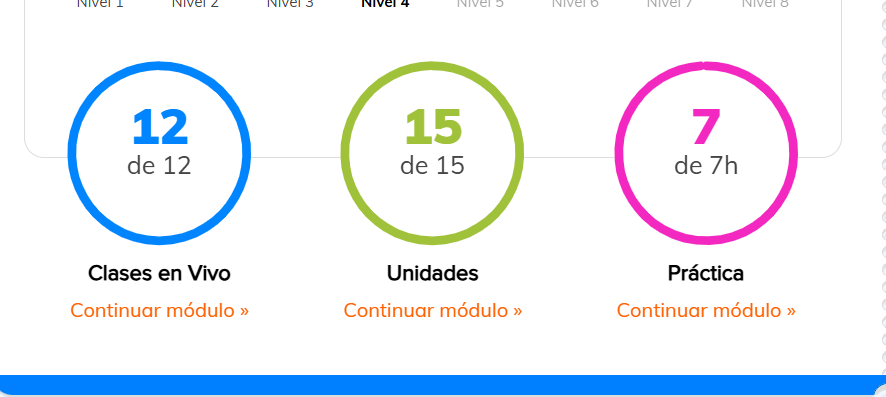 Nivel 1 Nivel 2 Nivel 3 Nivel 4 Nivel 5 Nivel 6 Nivel 7 Nivel 8
12 15 7
de 12 de 15 de 7h
Clases en Vivo Unidades Práctica
Continuar módulo » Continuar módulo » Continuar módulo »